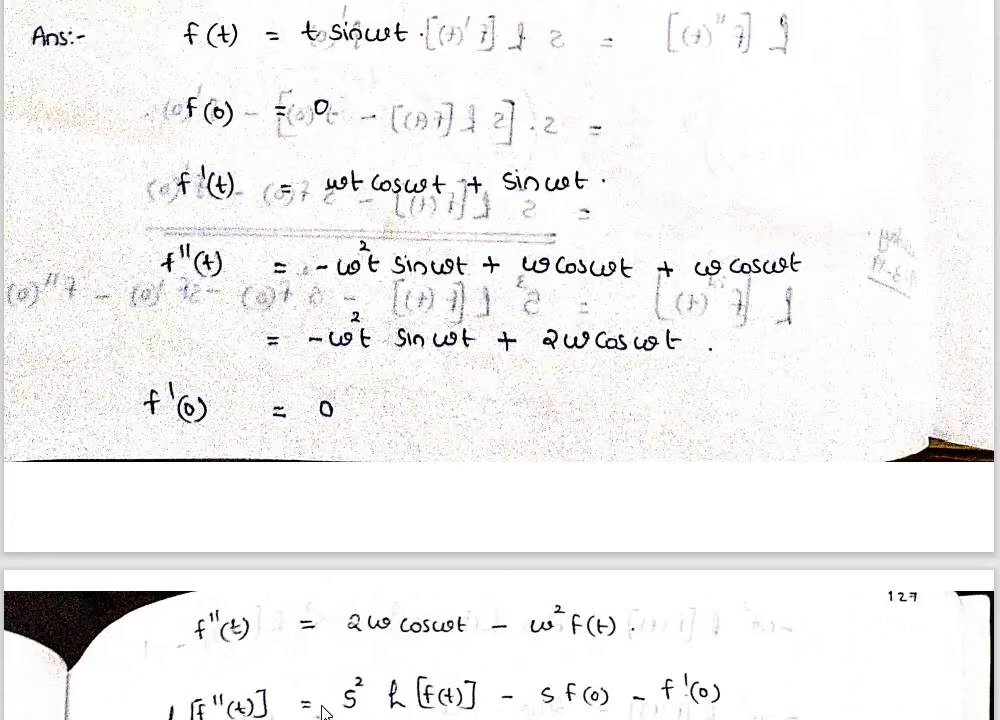 Ans:- f(t) = t sinωt.
f(0) = 0
f'(t) = ωt cosωt + sinωt.
f''(t) = -ω²t sinωt + ω cosωt + ω cosωt
= -ω²t sinωt + 2ω cosωt.
f'(0) = 0
127
f''(t) = 2ω cosωt - ω² f(t).
L[f''(t)] = s² L[f(t)] - s f(0) - f'(0)